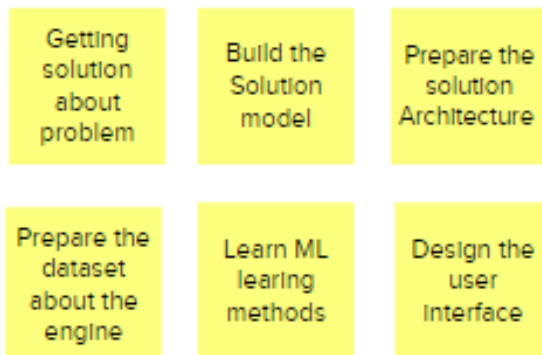 Getting
solution
about
problem
Build the
Solution
model
Prepare the
solution
Architecture
Prepare the
dataset
about the
engine
Learn ML
learing
methods
Design the
user
interface